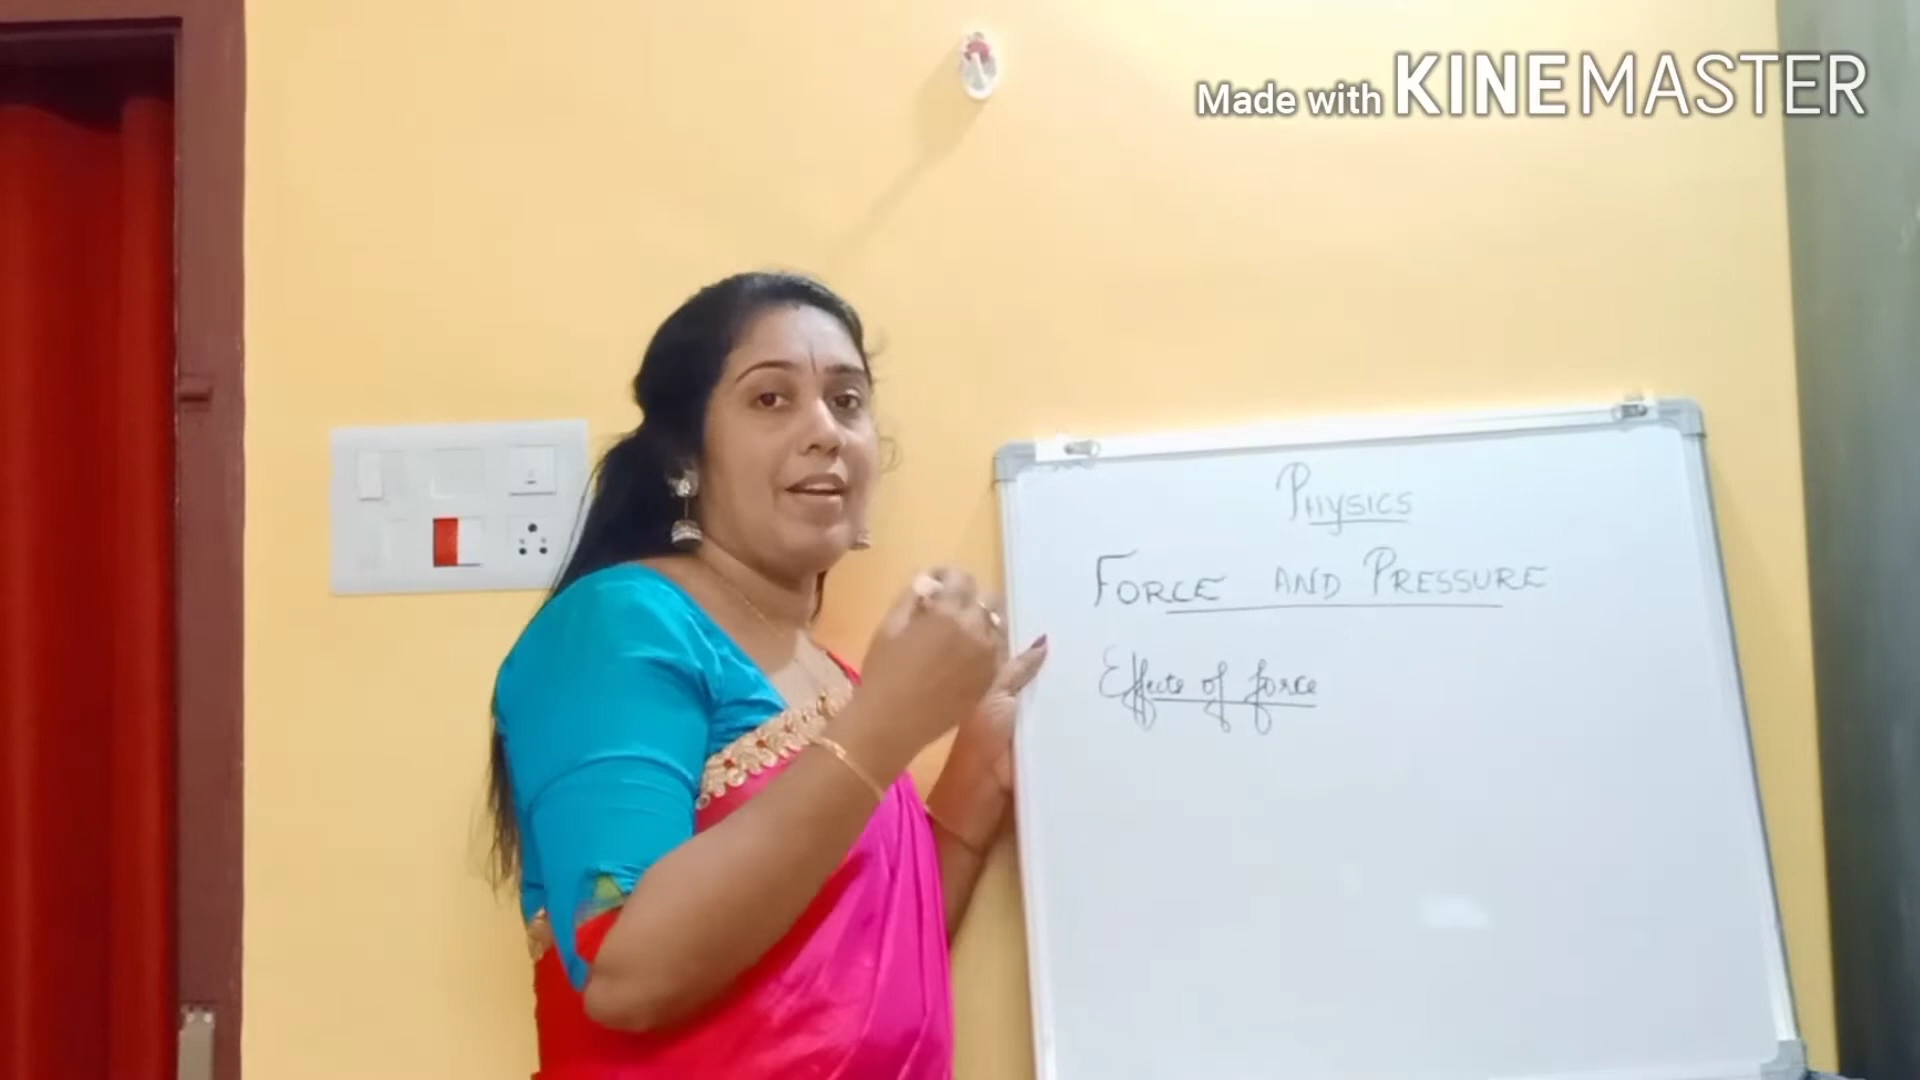 Made with KINEMASTER
PHYSICS
FORCE AND PRESSURE
Effects of force